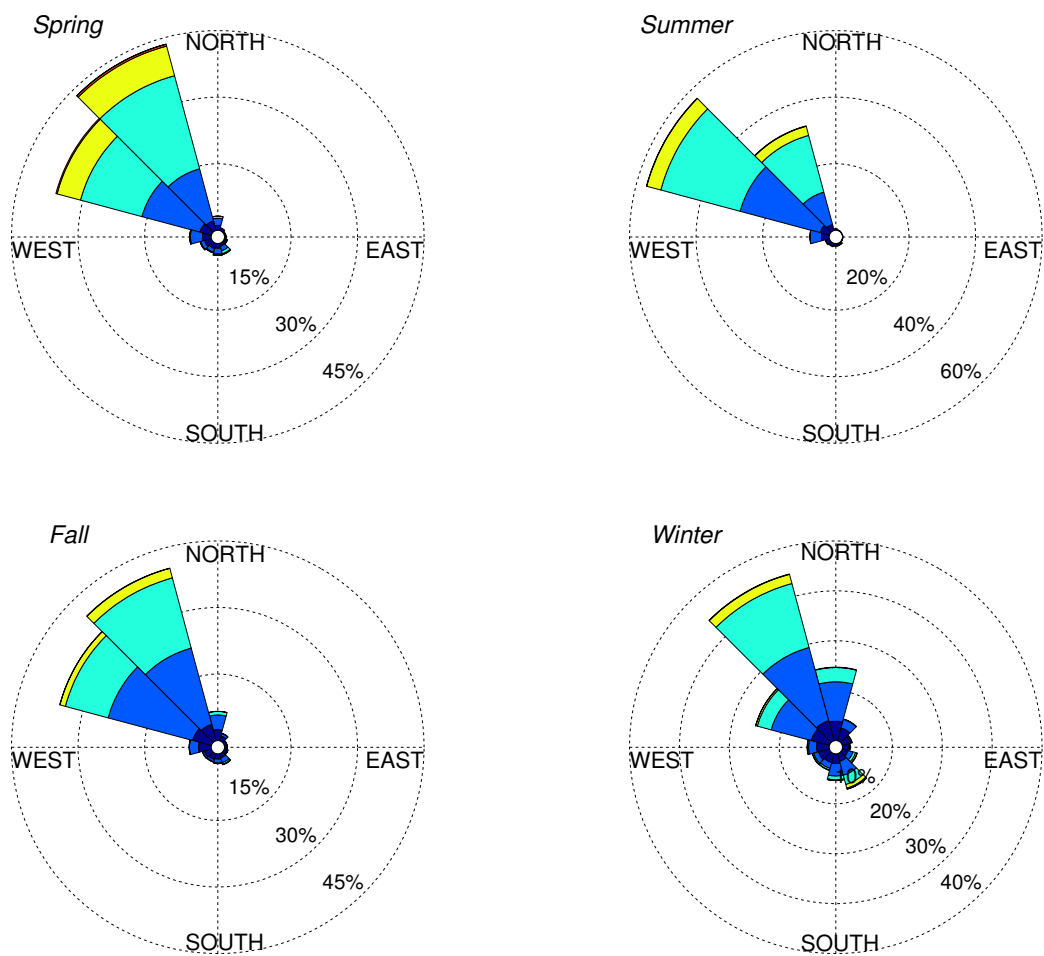 Spring
NORTH
WEST
EAST
15%
30%
45%
SOUTH
Summer
NORTH
WEST
EAST
20%
40%
60%
SOUTH
Fall
NORTH
WEST
EAST
15%
30%
45%
SOUTH
Winter
NORTH
WEST
EAST
10%
20%
30%
40%
SOUTH